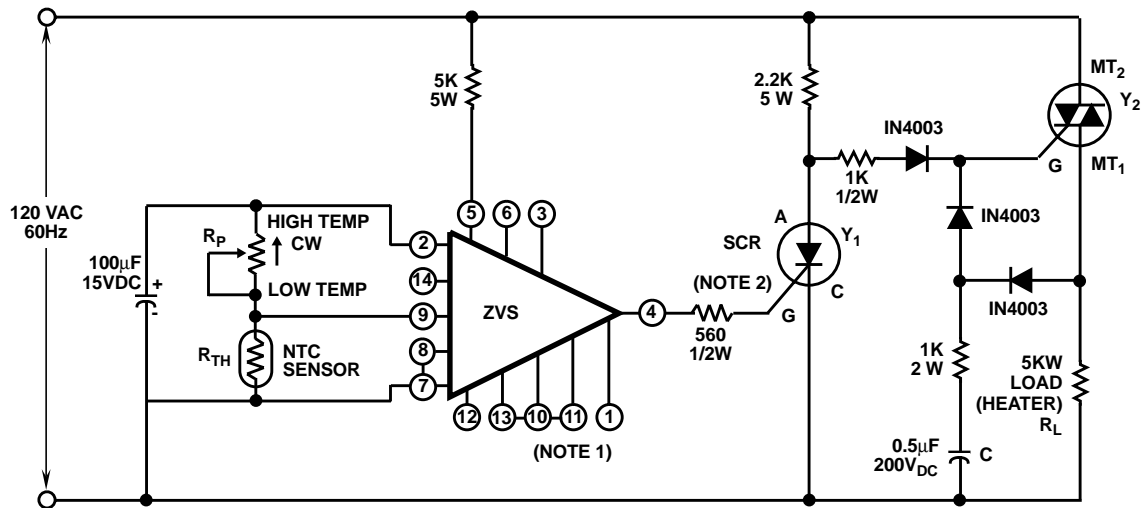 120 VAC
60Hz
100μF
15VDC
+
-
RP
HIGH TEMP
CW
LOW TEMP
RTH
NTC
SENSOR
5K
5W
5
6
3
2
14
9
8
7
ZVS
4
12
13
10
11
1
(NOTE 1)
560
1/2W
(NOTE 2)
SCR
A
Y1
C
G
2.2K
5 W
1K
1/2W
IN4003
G
MT2
Y2
MT1
IN4003
IN4003
1K
2 W
0.5μF
200VDC
C
5KW
LOAD
(HEATER)
RL